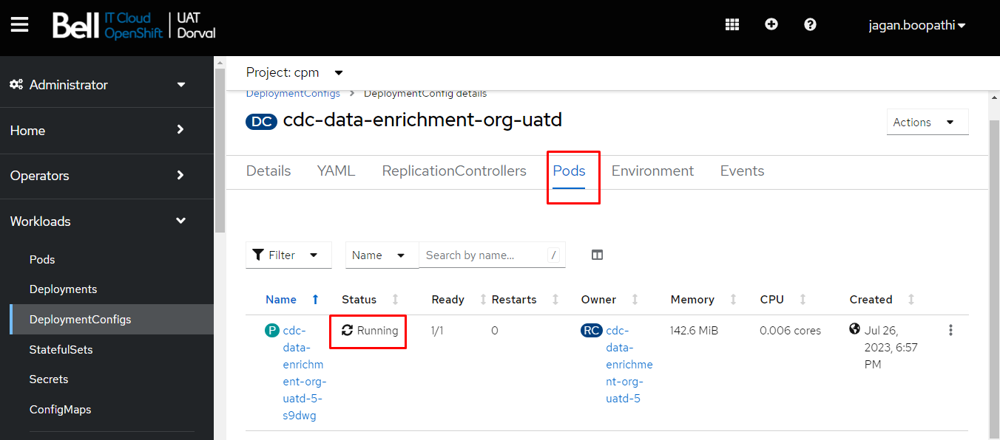 Bell IT Cloud OpenShift | UAT Dorval
jagan.boopathi
Administrator
Home
Operators
Workloads
Pods
Deployments
DeploymentConfigs
StatefulSets
Secrets
ConfigMaps
Project: cpm
DeploymentConfigs > DeploymentConfig details
DC cdc-data-enrichment-org-uatd
Actions
Details YAML ReplicationControllers Pods Environment Events
Filter Name Search by name... /
Name Status Ready Restarts Owner Memory CPU Created
P cdc- Running 1/1 0 RC cdc- 142.6 MiB 0.006 cores Jul 26,
data- data- 2023, 6:57
enrichm enrichme PM
ent-org- nt-org-
uatd-5- uatd-5
s9dwg